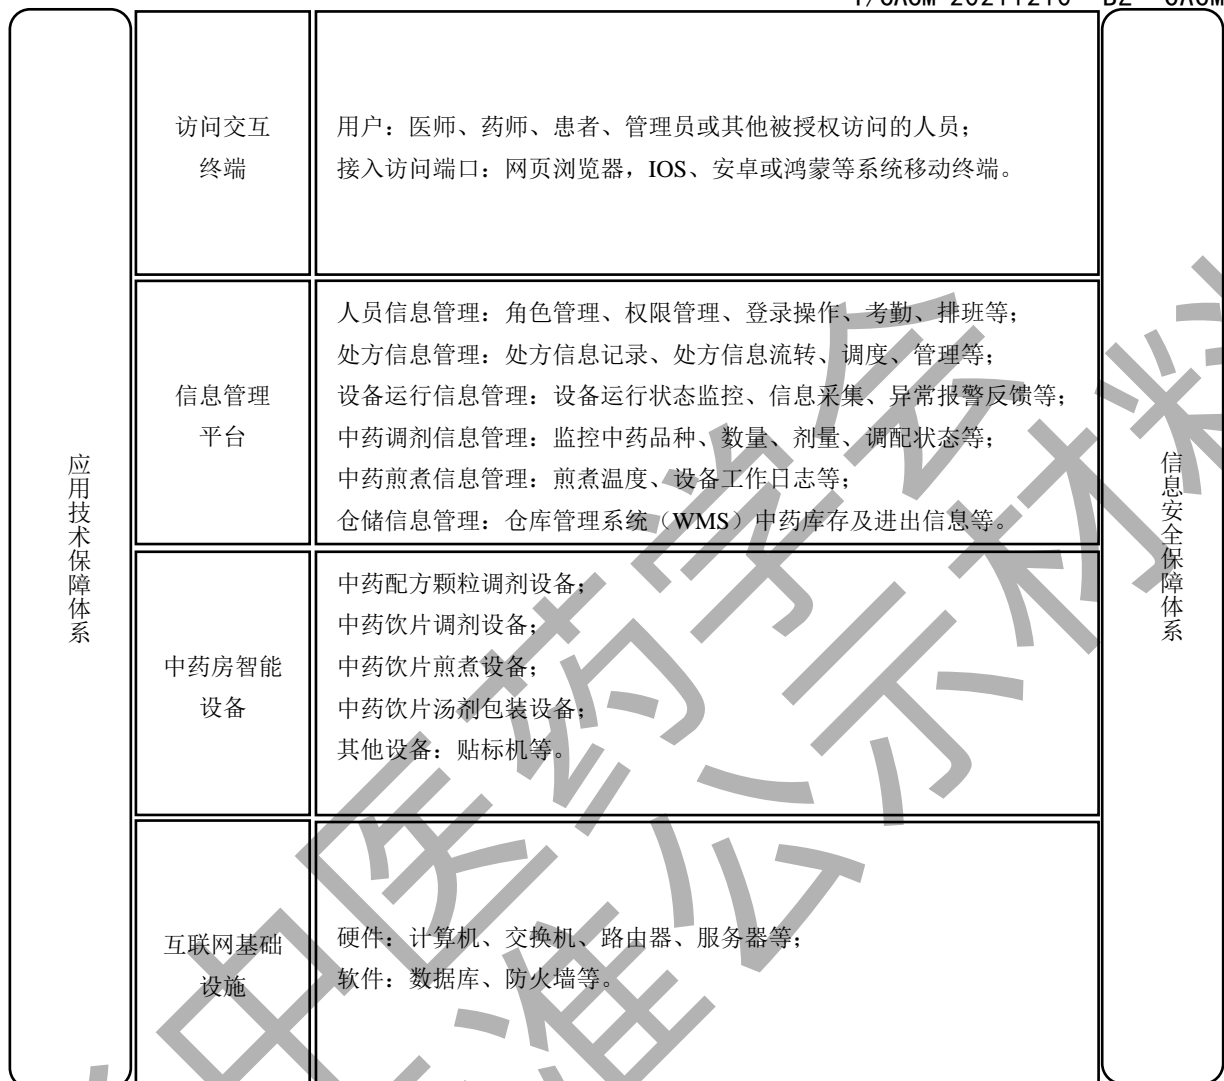 应用技术保障体系
访问交互
终端
用户：医师、药师、患者、管理员或其他被授权访问的人员；
接入访问端口：网页浏览器，IOS、安卓或鸿蒙等系统移动终端。
信息管理
平台
人员信息管理：角色管理、权限管理、登录操作、考勤、排班等；
处方信息管理：处方信息记录、处方信息流转、调度、管理等；
设备运行信息管理：设备运行状态监控、信息采集、异常报警反馈等；
中药调剂信息管理：监控中药品种、数量、剂量、调配状态等；
中药煎煮信息管理：煎煮温度、设备工作日志等；
仓储信息管理：仓库管理系统（WMS）中药库存及进出信息等。
中药房智能
设备
中药配方颗粒调剂设备；
中药饮片调剂设备；
中药饮片煎煮设备；
中药饮片汤剂包装设备；
其他设备：贴标机等。
互联网基础
设施
硬件：计算机、交换机、路由器、服务器等；
软件：数据库、防火墙等。
信息安全保障体系
中医药学会
准公示材料